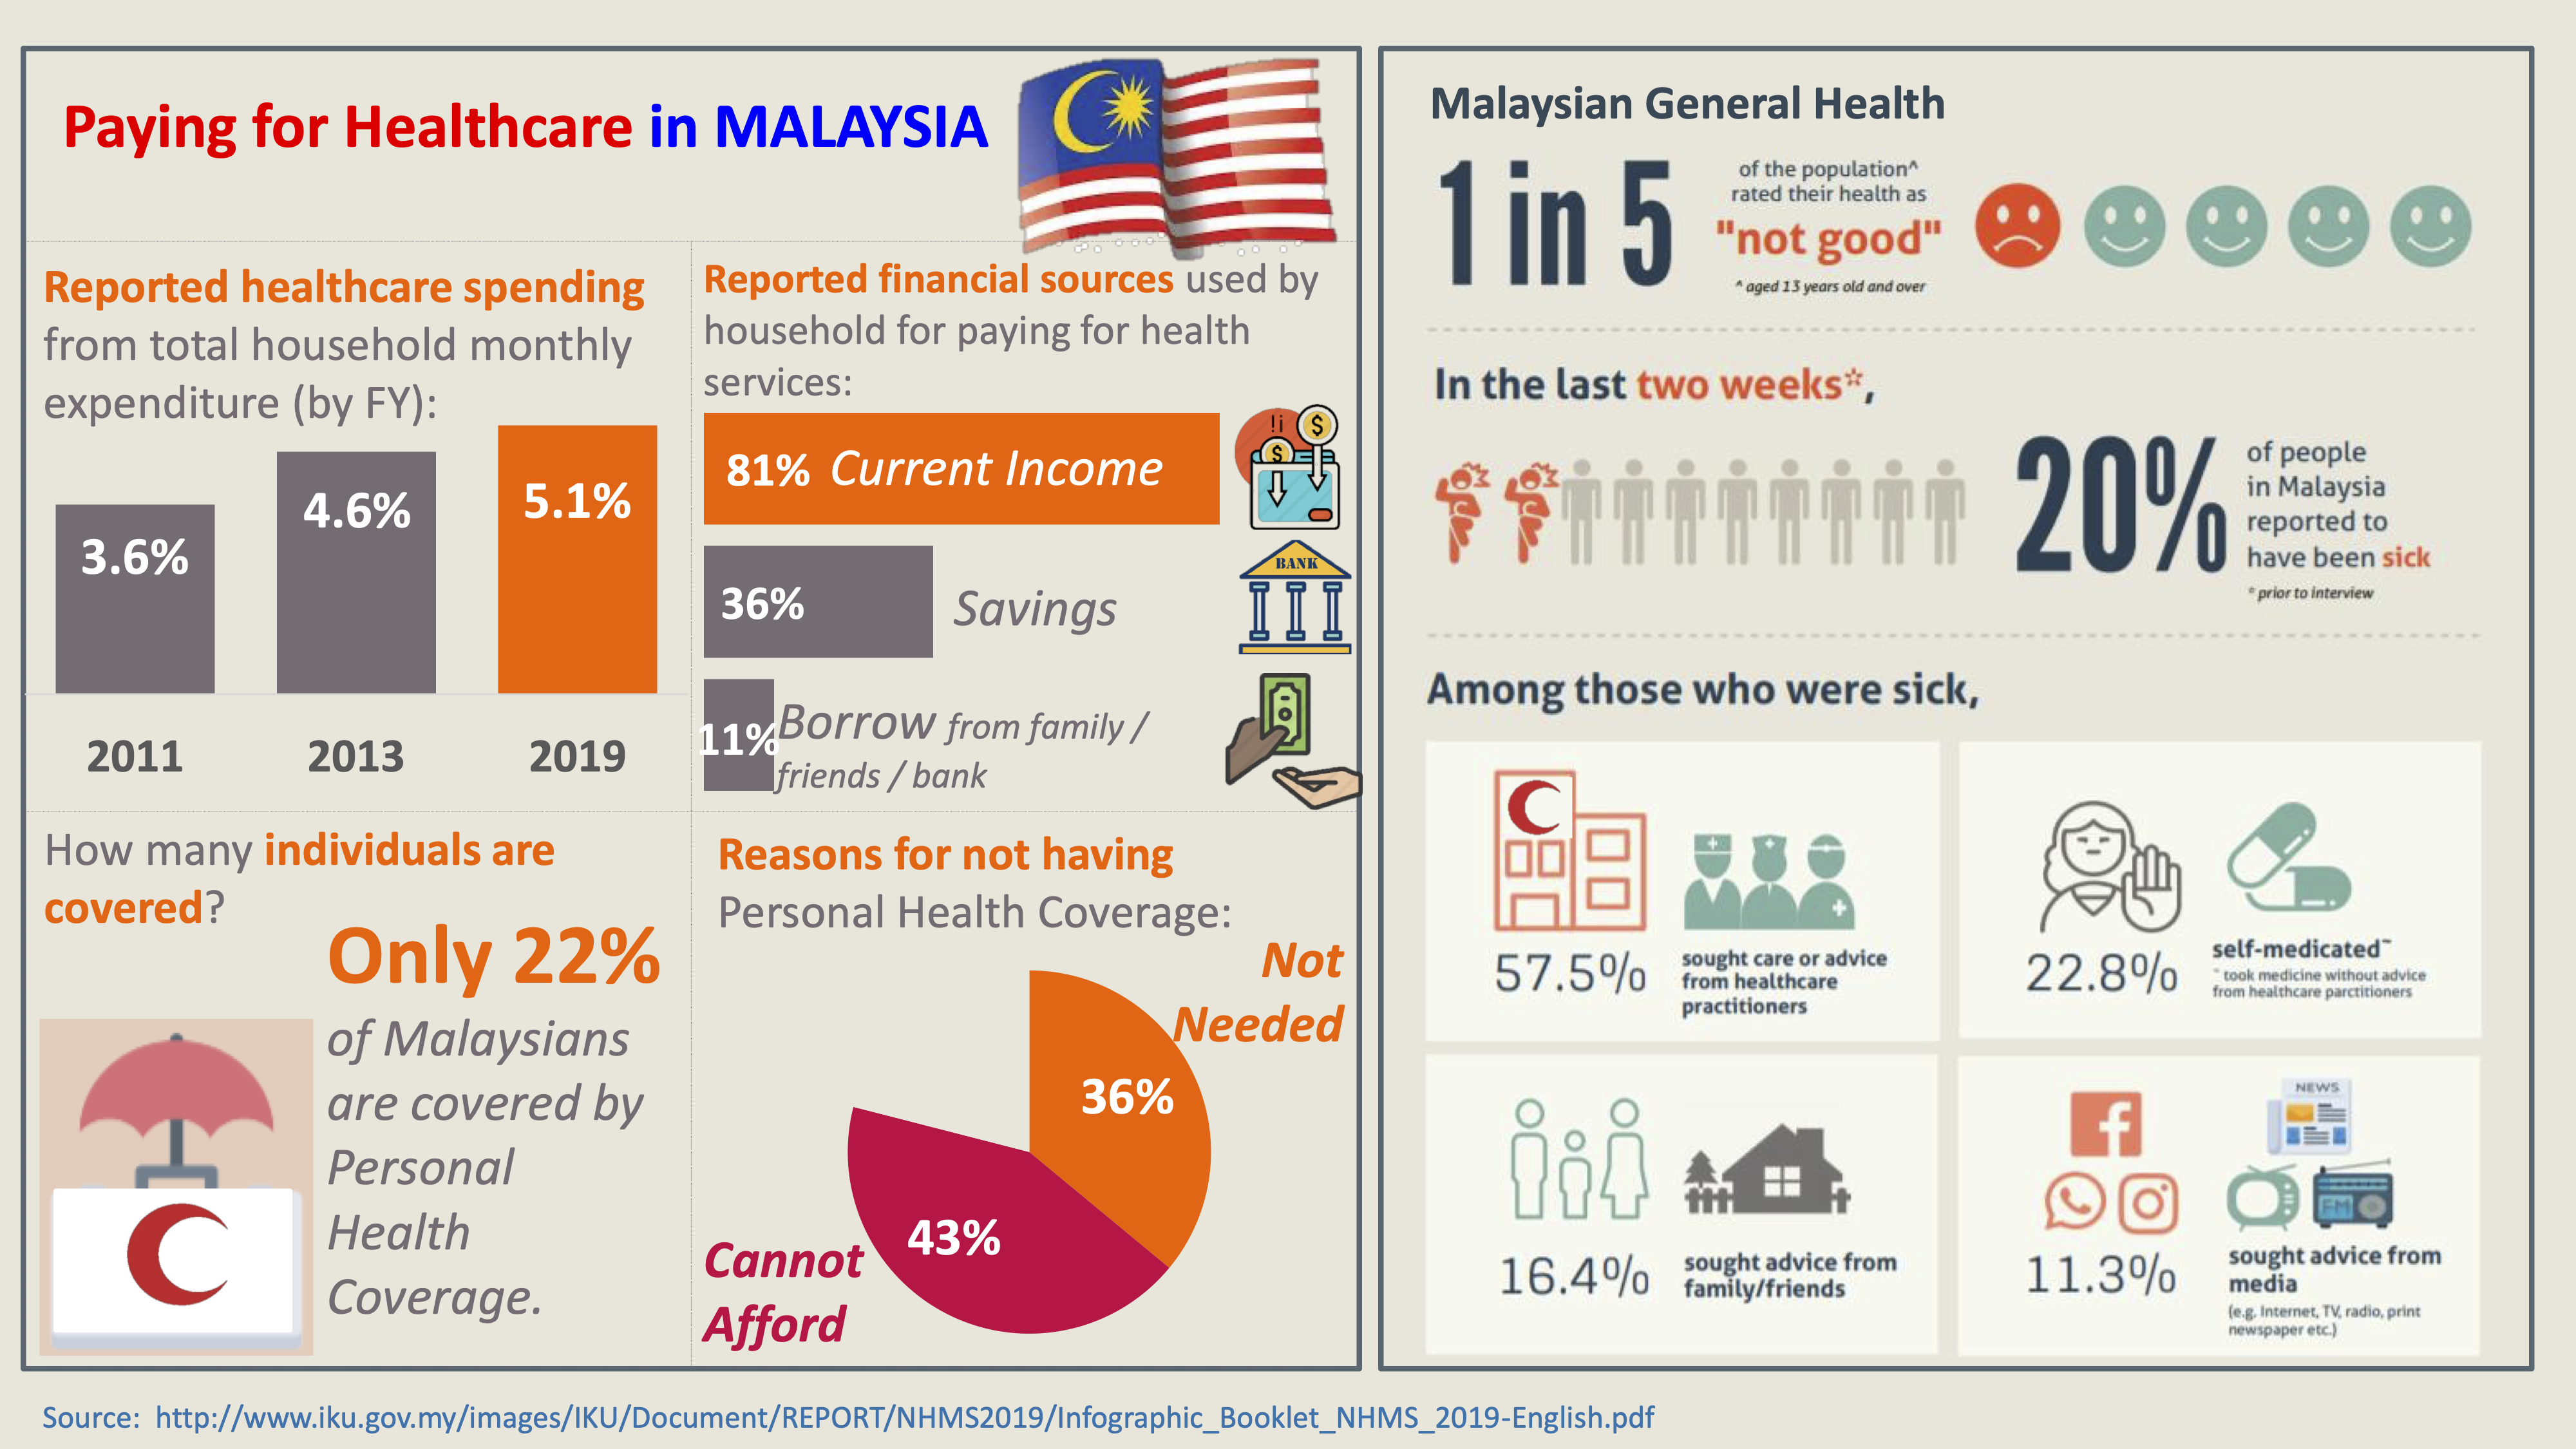 Paying for Healthcare in MALAYSIA
Reported healthcare spending
from total household monthly
expenditure (by FY):
3.6%
4.6%
5.1%
2011
2013
2019
Reported financial sources used by
household for paying for health
services:
81% Current Income
!i
$
$
36%
Savings
BANK
11%
Borrow from family /
friends / bank
How many individuals are
covered?
Only 22%
of Malaysians
are covered by
Personal
Health
Coverage.
Reasons for not having
Personal Health Coverage:
Not
Needed
36%
43%
Cannot
Afford
Malaysian General Health
1 in 5
of the population^
rated their health as
"not good"
^ aged 13 years old and over
In the last two weeks*,
20%
of people
in Malaysia
reported to
have been sick
* prior to interview
Among those who were sick,
57.5%
sought care or advice
from healthcare
practitioners
22.8%
self-medicated~
~ took medicine without advice
from healthcare parctitioners
16.4%
sought advice from
family/friends
NEWS
f
FM
11.3%
sought advice from
media
(e.g. Internet, TV, radio, print
newspaper etc.)
Source: http://www.iku.gov.my/images/IKU/Document/REPORT/NHMS2019/Infographic_Booklet_NHMS_2019-English.pdf